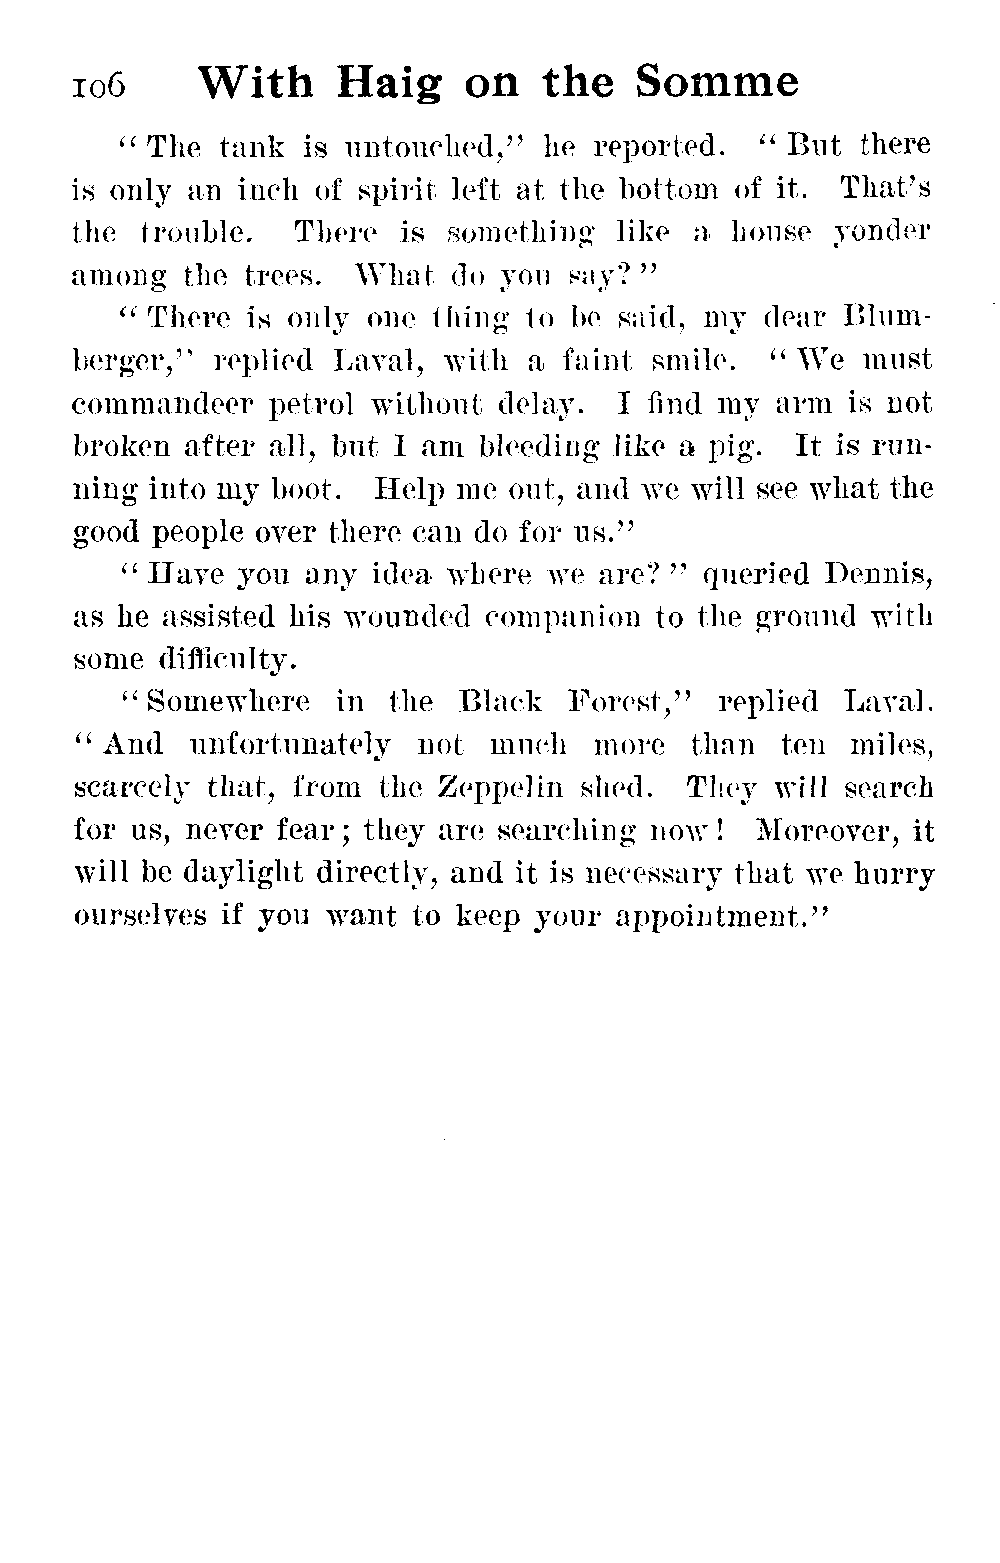 106 With Haig on the Somme
" The tank is untouched," he reported. " But there
is only an inch of spirit left at the bottom of it. That's
the trouble. There is something like a house yonder
among the trees. What do you say? "
" There is only one thing to be said, my dear Blum-
berger," replied Laval, with a faint smile. " We must
commandeer petrol without delay. I find my arm is not
broken after all, but I am bleeding like a pig. It is run-
ning into my boot. Help me out, and we will see what the
good people over there can do for us."
" Have you any idea where we are? " queried Dennis,
as he assisted his wounded companion to the ground with
some difficulty.
" Somewhere in the Black Forest," replied Laval.
" And unfortunately not much more than ten miles,
scarcely that, from the Zeppelin shed. They will search
for us, never fear; they are searching now! Moreover, it
will be daylight directly, and it is necessary that we hurry
ourselves if you want to keep your appointment."